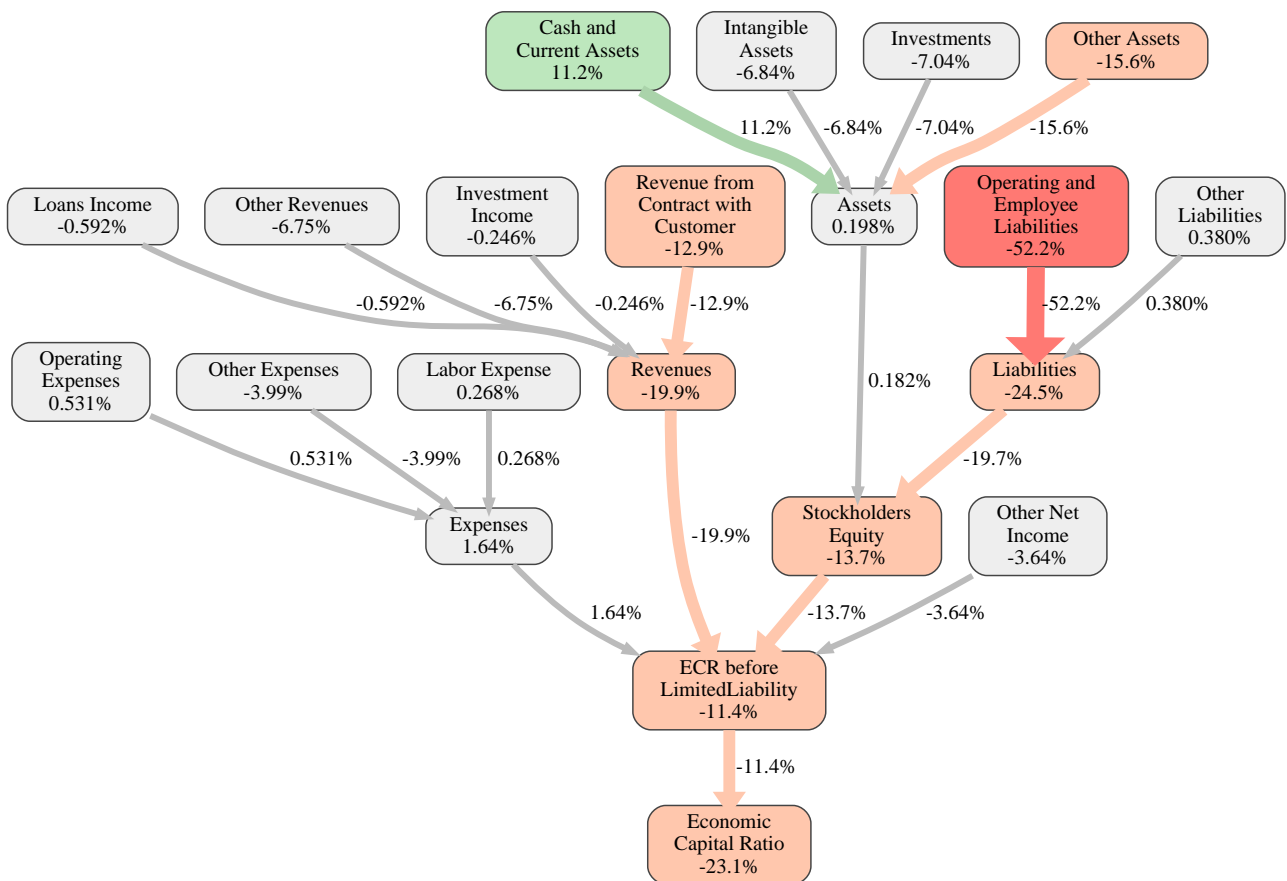 Cash and
Current Assets
11.2%
Intangible
Assets
-6.84%
Investments
-7.04%
Other Assets
-15.6%
11.2%
-6.84%
-7.04%
-15.6%
Loans Income
-0.592%
Other Revenues
-6.75%
Investment
Income
-0.246%
Revenue from
Contract with
Customer
-12.9%
Assets
0.198%
Operating and
Employee
Liabilities
-52.2%
Other
Liabilities
0.380%
-0.592%
-6.75%
-0.246%
-12.9%
-52.2%
0.380%
Operating
Expenses
0.531%
Other Expenses
-3.99%
Labor Expense
0.268%
Revenues
-19.9%
0.182%
Liabilities
-24.5%
0.531%
-3.99%
0.268%
-19.7%
Expenses
1.64%
-19.9%
Stockholders
Equity
-13.7%
Other Net
Income
-3.64%
1.64%
-13.7%
-3.64%
ECR before
LimitedLiability
-11.4%
-11.4%
Economic
Capital Ratio
-23.1%